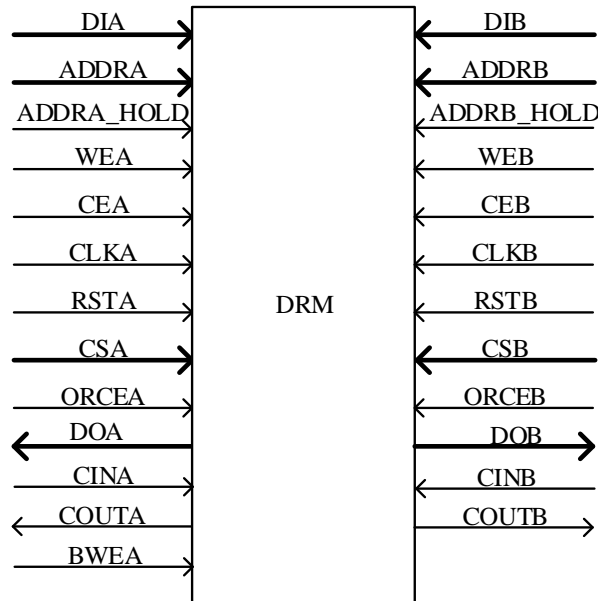 DIA DIB
ADDRA ADDRB
ADDRA_HOLD ADDRB_HOLD
WEA WEB
CEA CEB
CLKA CLKB
RSTA DRM RSTB
CSA CSB
ORCEA ORCEB
DOA DOB
CINA CINB
COUTA COUTB
BWEA